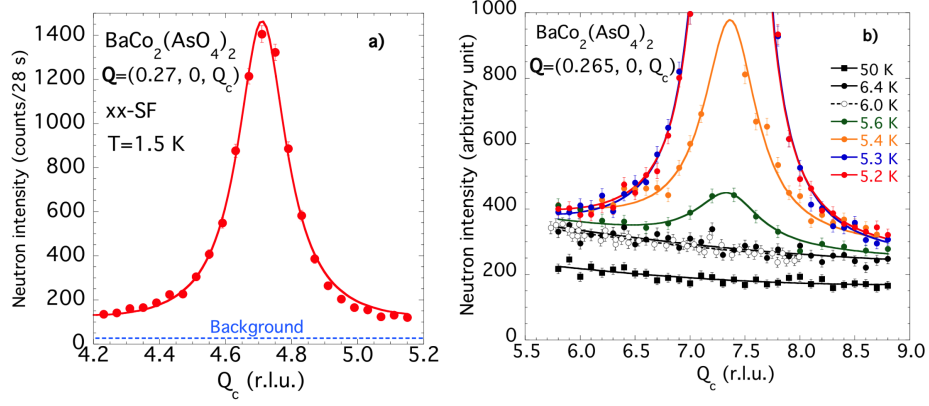 BaCo2(AsO4)2
a)
Q=(0.27, 0, Qc)
xx-SF
T=1.5 K
Background
Neutron intensity (counts/28 s)
0
200
400
600
800
1000
1200
1400
4.2
4.4
4.6
4.8
5.0
5.2
Qc (r.l.u.)
BaCo2(AsO4)2
b)
Q=(0.265, 0, Qc)
50 K
6.4 K
6.0 K
5.6 K
5.4 K
5.3 K
5.2 K
Neutron intensity (arbitrary unit)
0
200
400
600
800
1000
5.5
6.0
6.5
7.0
7.5
8.0
8.5
9.0
Qc (r.l.u.)